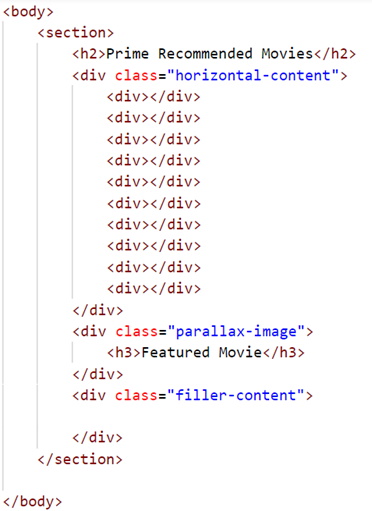 <body>
<section>
<h2>Prime Recommended Movies</h2>
<div class="horizontal-content">
<div></div>
<div></div>
<div></div>
<div></div>
<div></div>
<div></div>
<div></div>
<div></div>
<div></div>
<div></div>
</div>
<div class="parallax-image">
<h3>Featured Movie</h3>
</div>
<div class="filler-content">
</div>
</section>
</body>